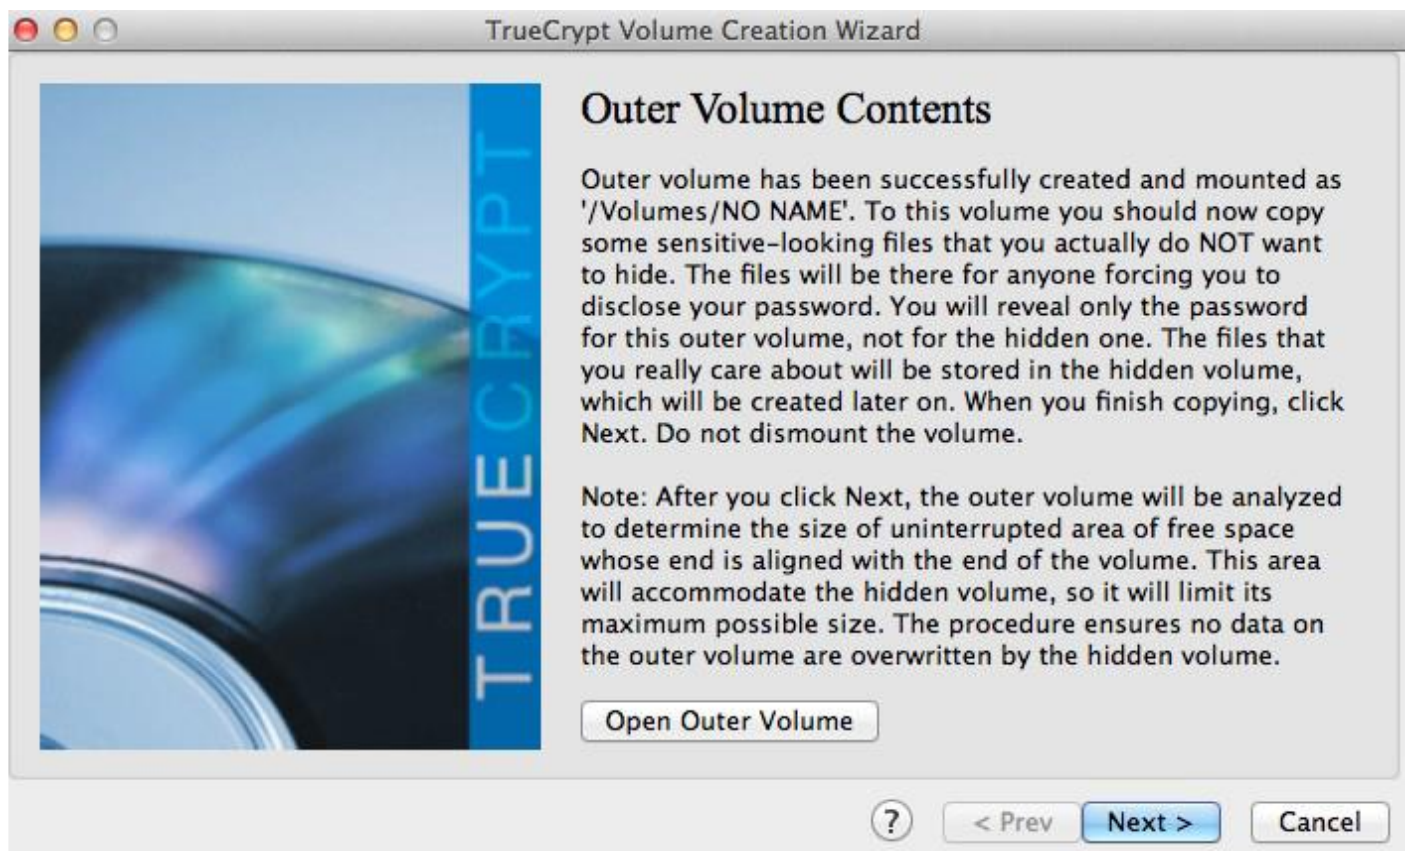 TrueCrypt Volume Creation Wizard
TRUECRYPT
Outer Volume Contents
Outer volume has been successfully created and mounted as
'/Volumes/NO NAME'. To this volume you should now copy
some sensitive-looking files that you actually do NOT want
to hide. The files will be there for anyone forcing you to
disclose your password. You will reveal only the password
for this outer volume, not for the hidden one. The files that
you really care about will be stored in the hidden volume,
which will be created later on. When you finish copying, click
Next. Do not dismount the volume.
Note: After you click Next, the outer volume will be analyzed
to determine the size of uninterrupted area of free space
whose end is aligned with the end of the volume. This area
will accommodate the hidden volume, so it will limit its
maximum possible size. The procedure ensures no data on
the outer volume are overwritten by the hidden volume.
Open Outer Volume
? < Prev Next > Cancel